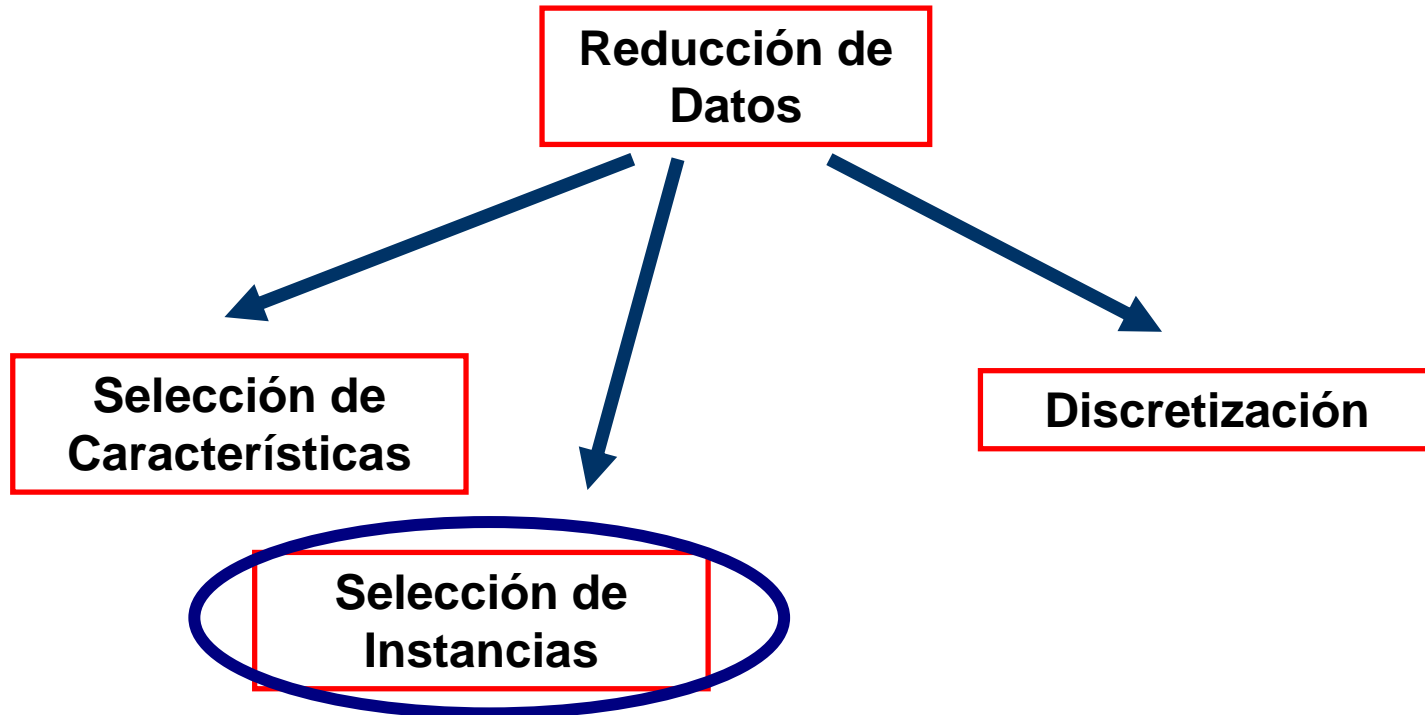 Reducción de
Datos
Selección de
Características
Discretización
Selección de
Instancias